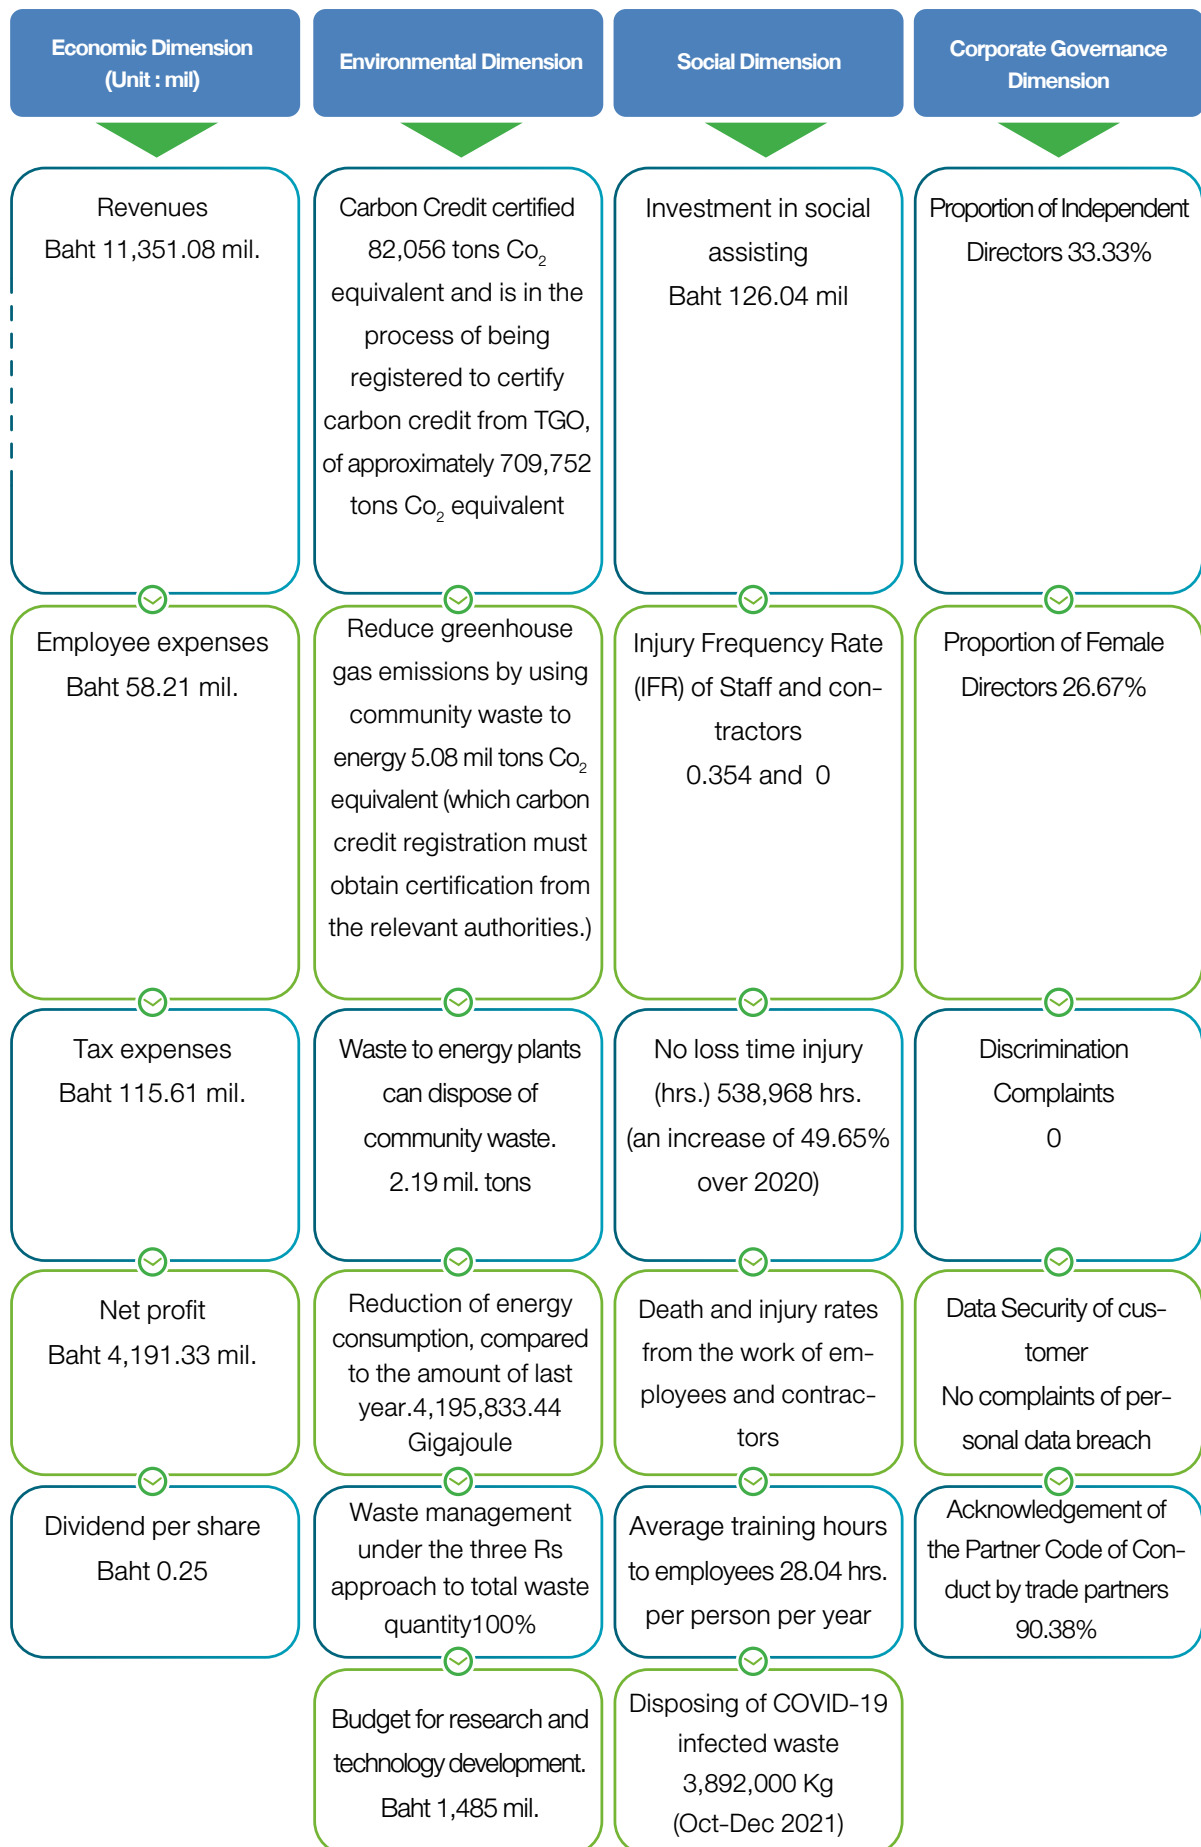 Economic Dimension
(Unit : mil)
Environmental Dimension
Social Dimension
Corporate Governance
Dimension
Revenues
Baht 11,351.08 mil.
Carbon Credit certified
82,056 tons Co₂
equivalent and is in the
process of being
registered to certify
carbon credit from TGO,
of approximately 709,752
tons Co₂ equivalent
Investment in social
assisting
Baht 126.04 mil
Proportion of Independent
Directors 33.33%
Employee expenses
Baht 58.21 mil.
Reduce greenhouse
gas emissions by using
community waste to
energy 5.08 mil tons Co₂
equivalent (which carbon
credit registration must
obtain certification from
the relevant authorities.)
Injury Frequency Rate
(IFR) of Staff and con-
tractors
0.354 and 0
Proportion of Female
Directors 26.67%
Tax expenses
Baht 115.61 mil.
Waste to energy plants
can dispose of
community waste.
2.19 mil. tons
No loss time injury
(hrs.) 538,968 hrs.
(an increase of 49.65%
over 2020)
Discrimination
Complaints
0
Net profit
Baht 4,191.33 mil.
Reduction of energy
consumption, compared
to the amount of last
year.4,195,833.44
Gigajoule
Death and injury rates
from the work of em-
ployees and contrac-
tors
Data Security of cus-
tomer
No complaints of per-
sonal data breach
Dividend per share
Baht 0.25
Waste management
under the three Rs
approach to total waste
quantity100%
Average training hours
to employees 28.04 hrs.
per person per year
Acknowledgement of
the Partner Code of Con-
duct by trade partners
90.38%
Budget for research and
technology development.
Baht 1,485 mil.
Disposing of COVID-19
infected waste
3,892,000 Kg
(Oct-Dec 2021)